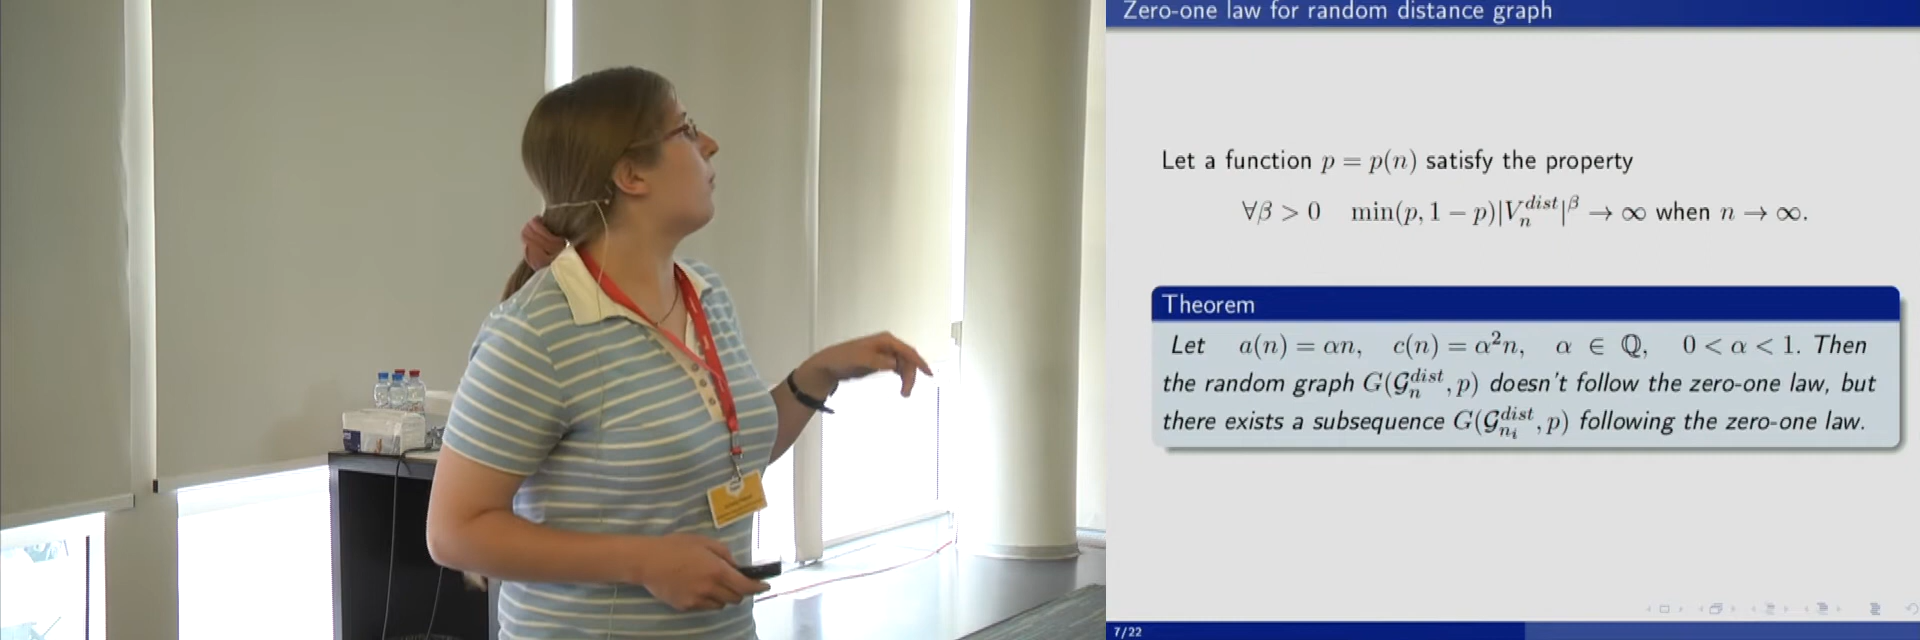 Zero-one law for random distance graph
Let a function p = p(n) satisfy the property
∀β > 0 min(p, 1 − p)|V_n^{dist}|^β → ∞ when n → ∞.
Theorem
Let a(n) = αn, c(n) = α²n, α ∈ ℚ, 0 < α < 1. Then
the random graph G(𝒢_n^{dist}, p) doesn't follow the zero-one law, but
there exists a subsequence G(𝒢_{n_i}^{dist}, p) following the zero-one law.
7/22